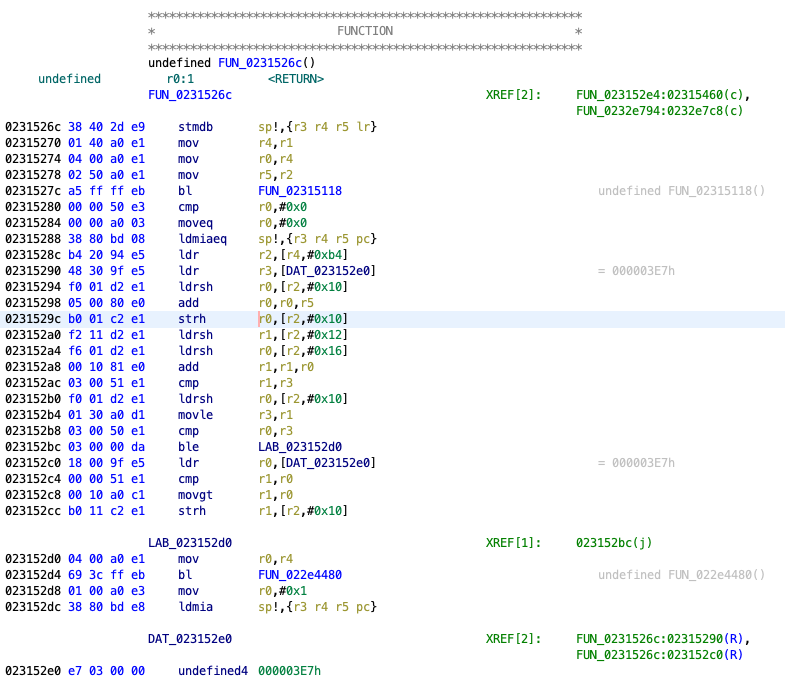 **************************************************************
*                          FUNCTION                          *
**************************************************************
undefined FUN_0231526c()
undefined r0:1 <RETURN>
FUN_0231526c XREF[2]: FUN_023152e4:02315460(c),
FUN_0232e794:0232e7c8(c)
0231526c 38 40 2d e9 stmdb sp!,{r3 r4 r5 lr}
02315270 01 40 a0 e1 mov r4,r1
02315274 04 00 a0 e1 mov r0,r4
02315278 02 50 a0 e1 mov r5,r2
0231527c a5 ff ff eb bl FUN_02315118 undefined FUN_02315118()
02315280 00 00 50 e3 cmp r0,#0x0
02315284 00 00 a0 03 moveq r0,#0x0
02315288 38 80 bd 08 ldmiaeq sp!,{r3 r4 r5 pc}
0231528c b4 20 94 e5 ldr r2,[r4,#0xb4]
02315290 48 30 9f e5 ldr r3,[DAT_023152e0] = 000003E7h
02315294 f0 01 d2 e1 ldrsh r0,[r2,#0x10]
02315298 05 00 80 e0 add r0,r0,r5
0231529c b0 01 c2 e1 strh r0,[r2,#0x10]
023152a0 f2 11 d2 e1 ldrsh r1,[r2,#0x12]
023152a4 f6 01 d2 e1 ldrsh r0,[r2,#0x16]
023152a8 00 10 81 e0 add r1,r1,r0
023152ac 03 00 51 e1 cmp r1,r3
023152b0 f0 01 d2 e1 ldrsh r0,[r2,#0x10]
023152b4 01 30 a0 d1 movle r3,r1
023152b8 03 00 50 e1 cmp r0,r3
023152bc 03 00 00 da ble LAB_023152d0
023152c0 18 00 9f e5 ldr r0,[DAT_023152e0] = 000003E7h
023152c4 00 00 51 e1 cmp r1,r0
023152c8 00 10 a0 c1 movgt r1,r0
023152cc b0 11 c2 e1 strh r1,[r2,#0x10]
LAB_023152d0 XREF[1]: 023152bc(j)
023152d0 04 00 a0 e1 mov r0,r4
023152d4 69 3c ff eb bl FUN_022e4480 undefined FUN_022e4480()
023152d8 01 00 a0 e3 mov r0,#0x1
023152dc 38 80 bd e8 ldmia sp!,{r3 r4 r5 pc}
DAT_023152e0 XREF[2]: FUN_0231526c:02315290(R),
FUN_0231526c:023152c0(R)
023152e0 e7 03 00 00 undefined4 000003E7h